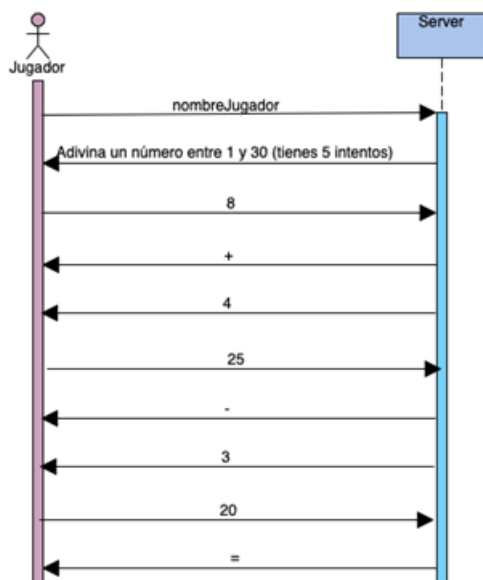 Jugador
Server
nombreJugador
Adivina un número entre 1 y 30 (tienes 5 intentos)
8
+
4
25
-
3
20
=